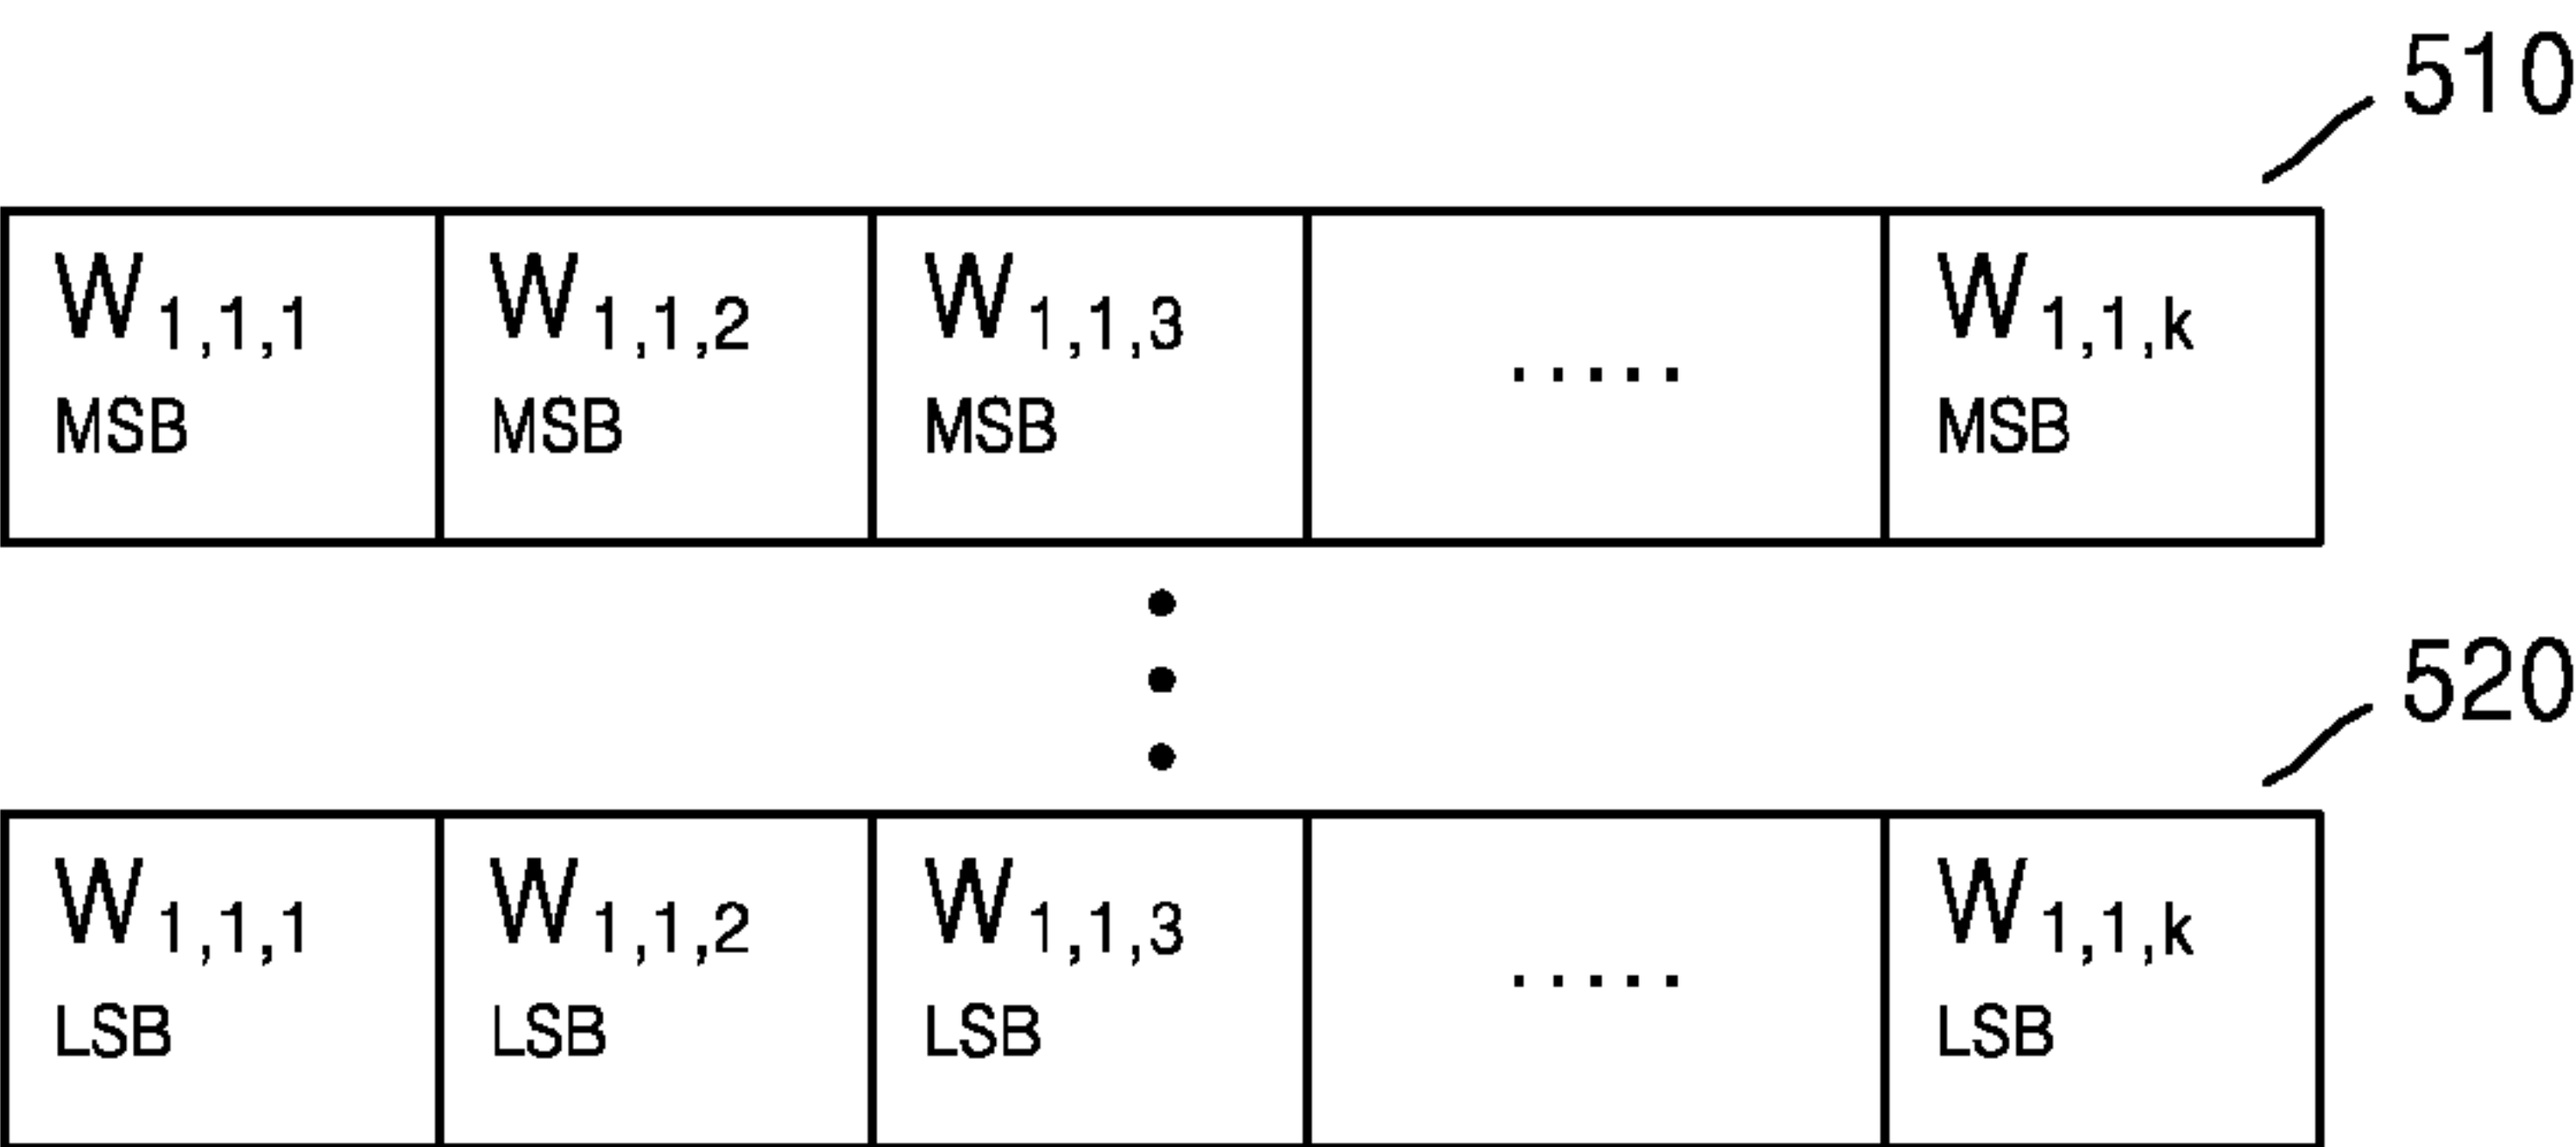 510
W1,1,1 W1,1,2 W1,1,3 ..... W1,1,k
MSB MSB MSB MSB
520
W1,1,1 W1,1,2 W1,1,3 ..... W1,1,k
LSB LSB LSB LSB